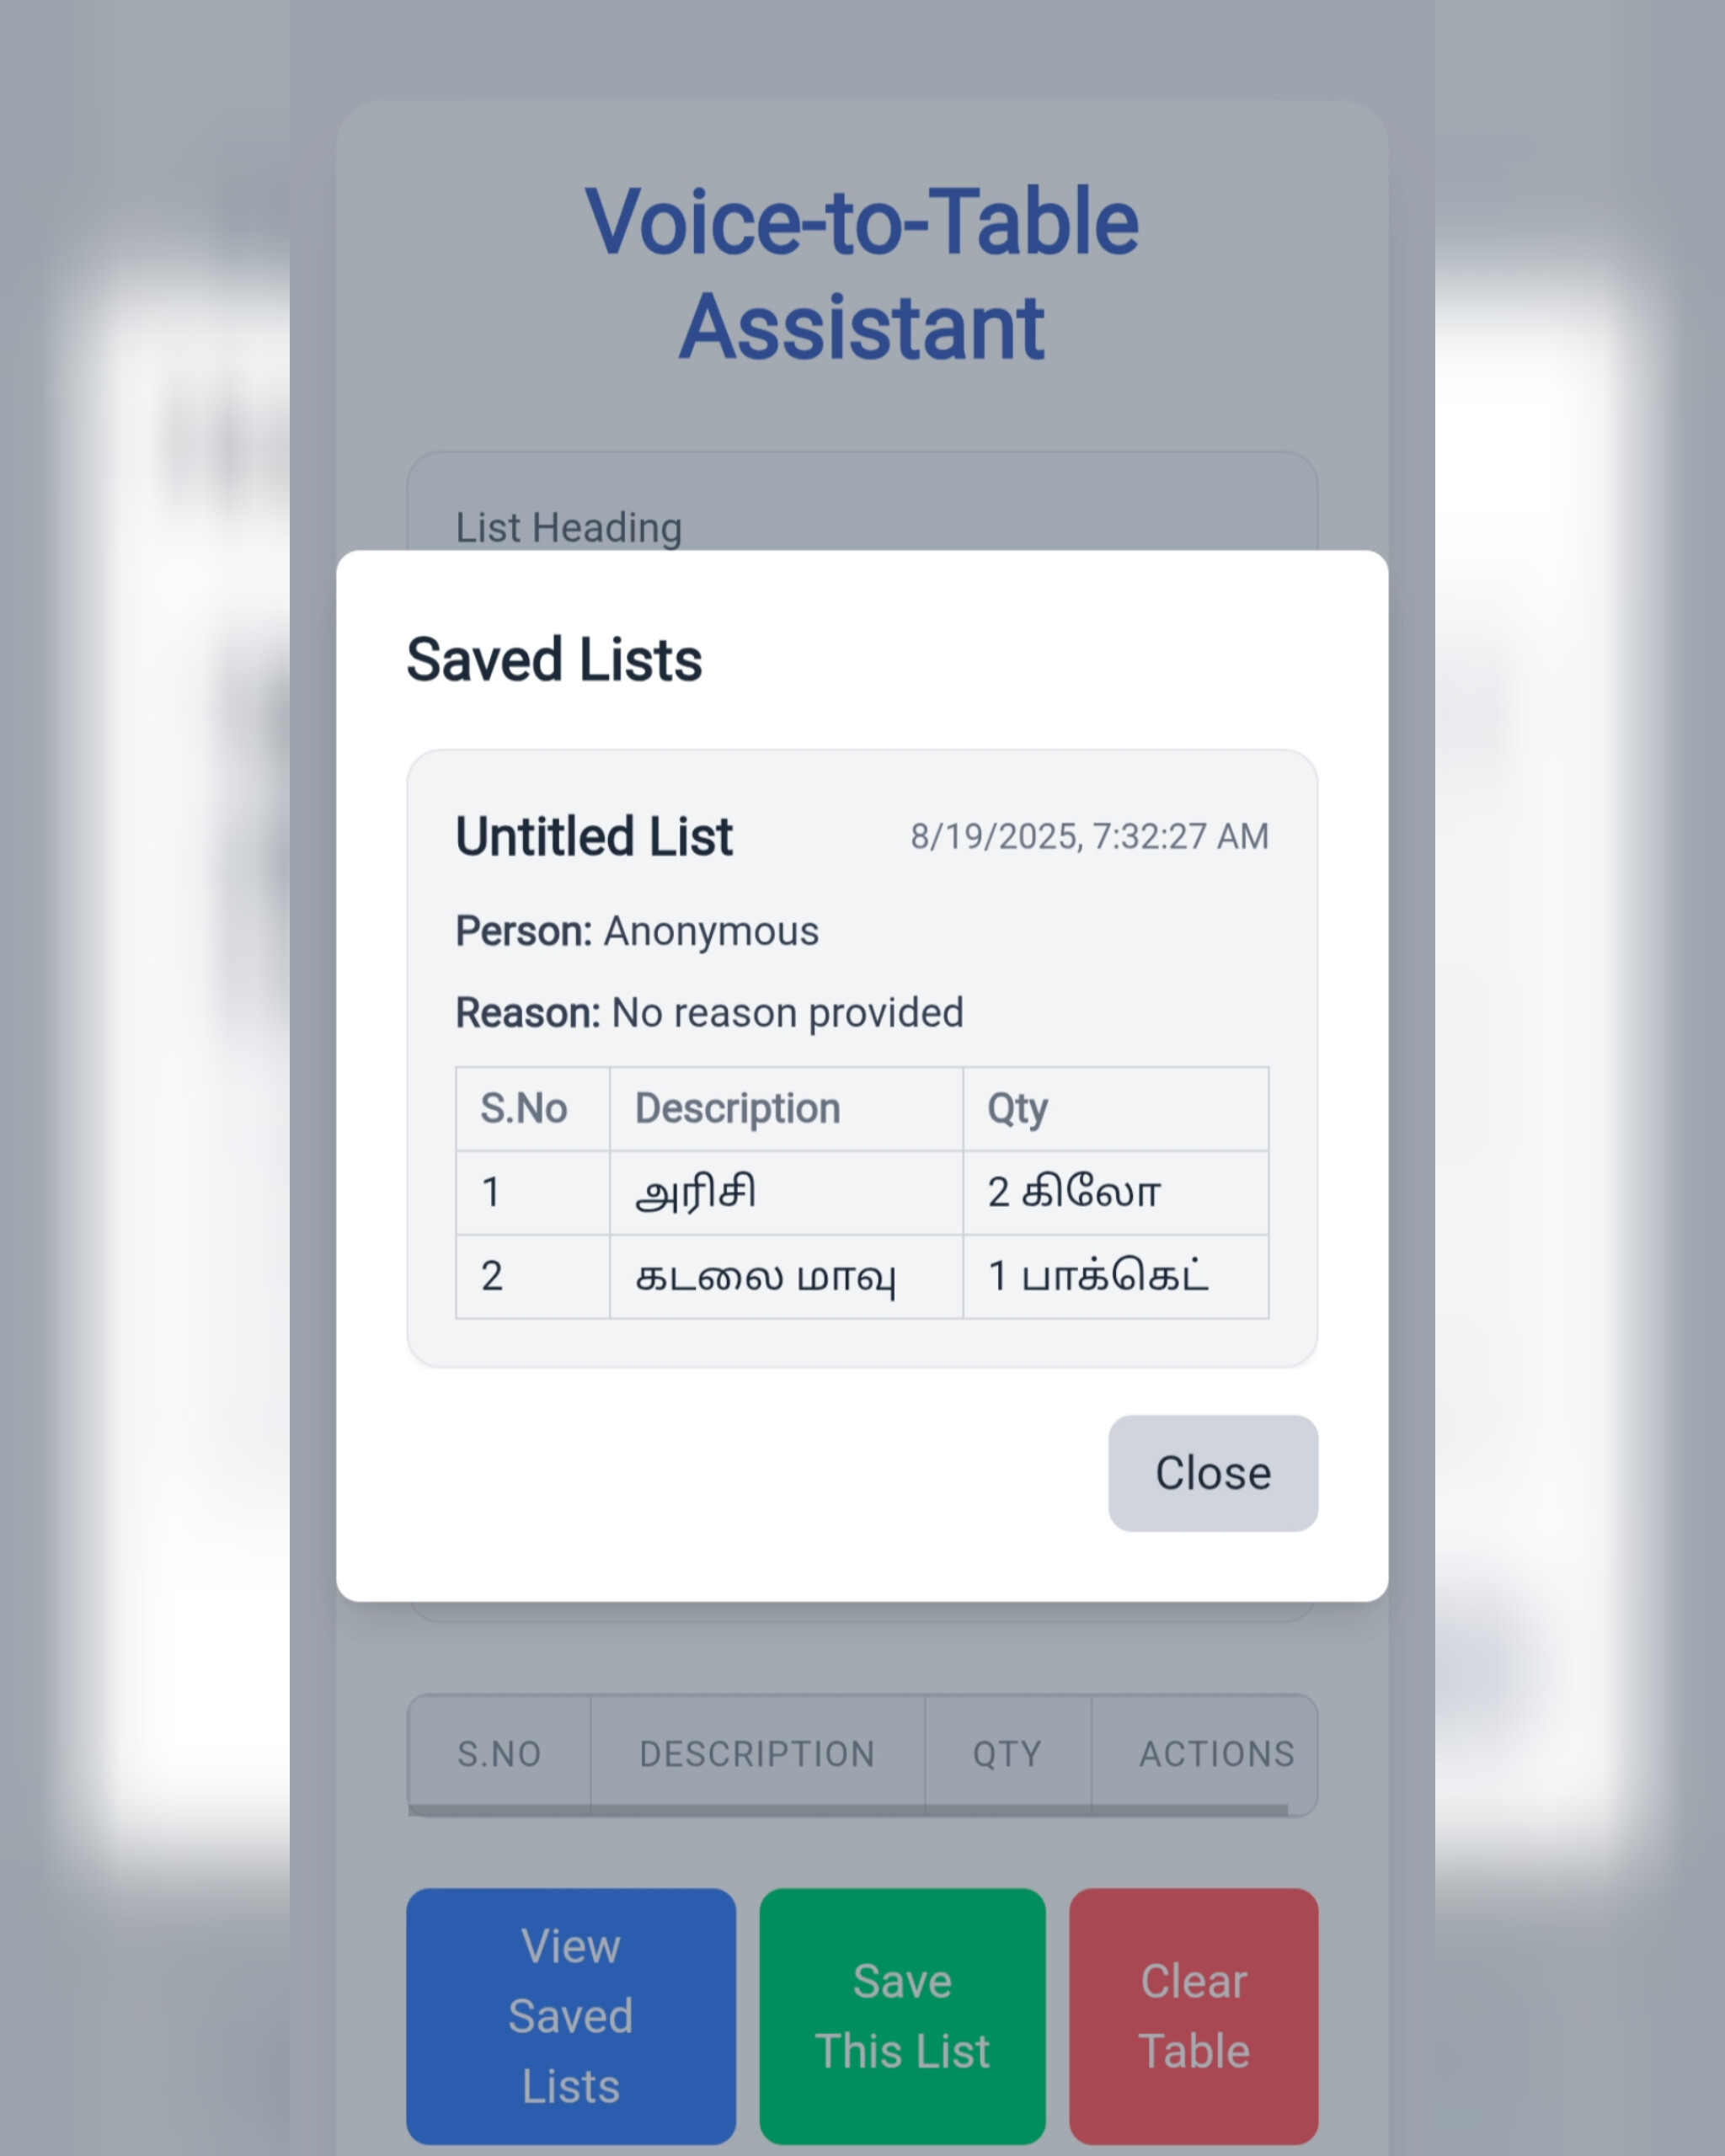 Voice-to-Table
Assistant
List Heading
Saved Lists
Untitled List 8/19/2025, 7:32:27 AM
Person: Anonymous
Reason: No reason provided
S.No Description Qty
1 அரிசி 2 கிலோ
2 கடலை மாவு 1 பாக்கெட்
Close
S.NO DESCRIPTION QTY ACTIONS
View
Saved
Lists
Save
This List
Clear
Table